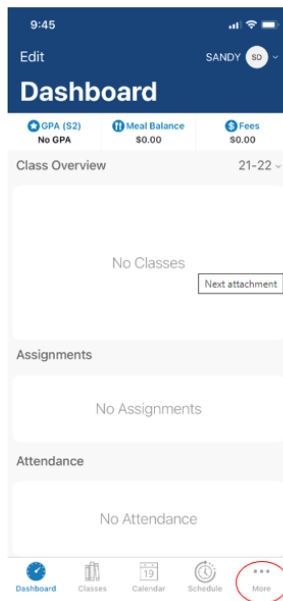 9:45
Edit SANDY SD
Dashboard
GPA (S2) Meal Balance Fees
No GPA $0.00 $0.00
Class Overview 21-22
No Classes
Next attachment
Assignments
No Assignments
Attendance
No Attendance
19
Dashboard Classes Calendar Schedule More